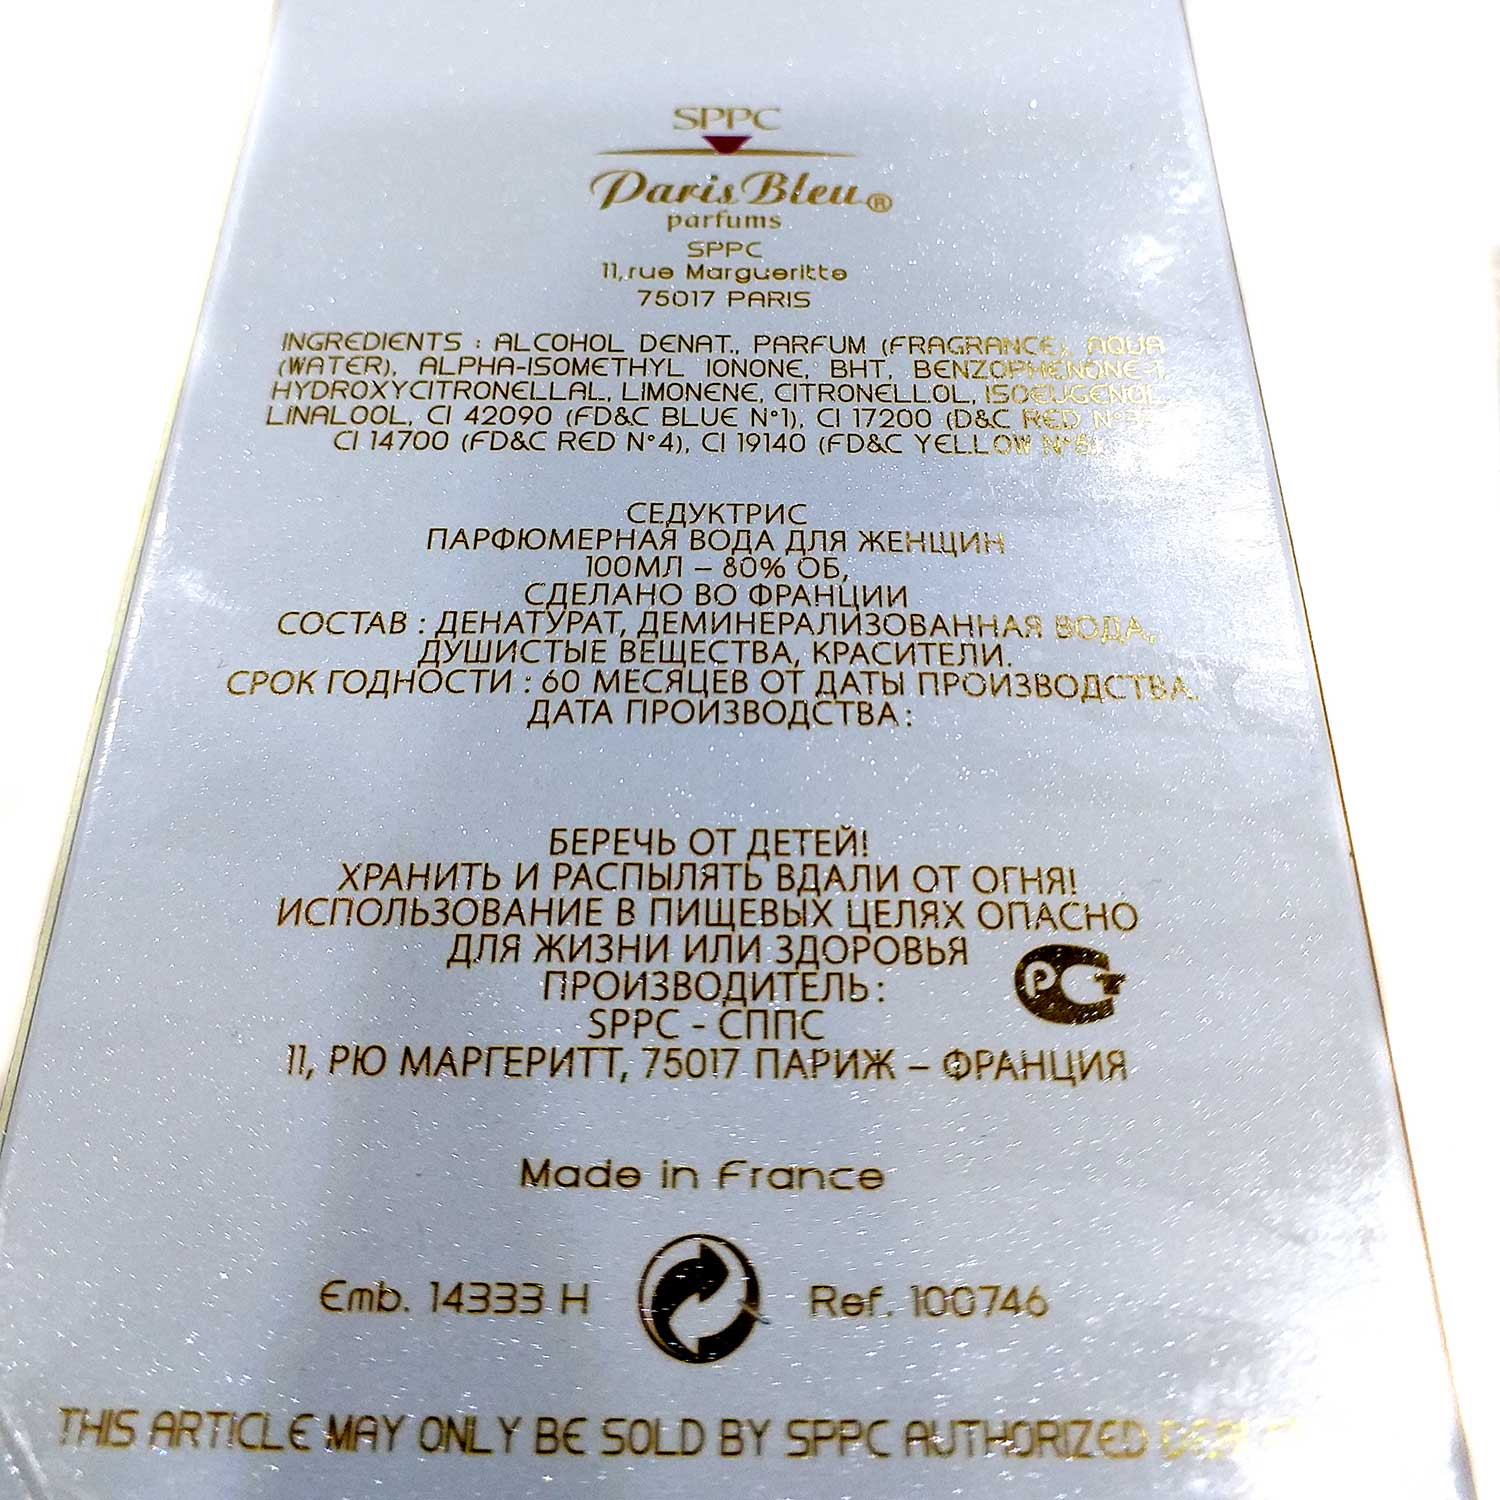 SPPC
Paris Bleu®
parfums
SPPC
11, rue Margueritte
75017 PARIS
INGREDIENTS : ALCOHOL DENAT., PARFUM (FRAGRANCE), AQUA
(WATER), ALPHA-ISOMETHYL IONONE, BHT, BENZOPHENONE-1,
HYDROXYCITRONELLAL, LIMONENE, CITRONELLOL, ISOEUGENOL,
LINALOOL, CI 42090 (FD&C BLUE N°1), CI 17200 (D&C RED
CI 14700 (FD&C RED N°4), CI 19140 (FD&C YELLOW N°5).
СЕДУКТРИС
ПАРФЮМЕРНАЯ ВОДА ДЛЯ ЖЕНЩИН
100МЛ – 80% ОБ,
СДЕЛАНО ВО ФРАНЦИИ
СОСТАВ : ДЕНАТУРАТ, ДЕМИНЕРАЛИЗОВАННАЯ ВОДА,
ДУШИСТЫЕ ВЕЩЕСТВА, КРАСИТЕЛИ.
СРОК ГОДНОСТИ : 60 МЕСЯЦЕВ ОТ ДАТЫ ПРОИЗВОДСТВА.
ДАТА ПРОИЗВОДСТВА :
БЕРЕЧЬ ОТ ДЕТЕЙ!
ХРАНИТЬ И РАСПЫЛЯТЬ ВДАЛИ ОТ ОГНЯ!
ИСПОЛЬЗОВАНИЕ В ПИЩЕВЫХ ЦЕЛЯХ ОПАСНО
ДЛЯ ЖИЗНИ ИЛИ ЗДОРОВЬЯ
ПРОИЗВОДИТЕЛЬ :
SPPC - СППС
11, РЮ МАРГЕРИТТ, 75017 ПАРИЖ – ФРАНЦИЯ
РСТ
Made in France
Emb. 14333 H
Ref. 100746
THIS ARTICLE MAY ONLY BE SOLD BY SPPC AUTHORIZED